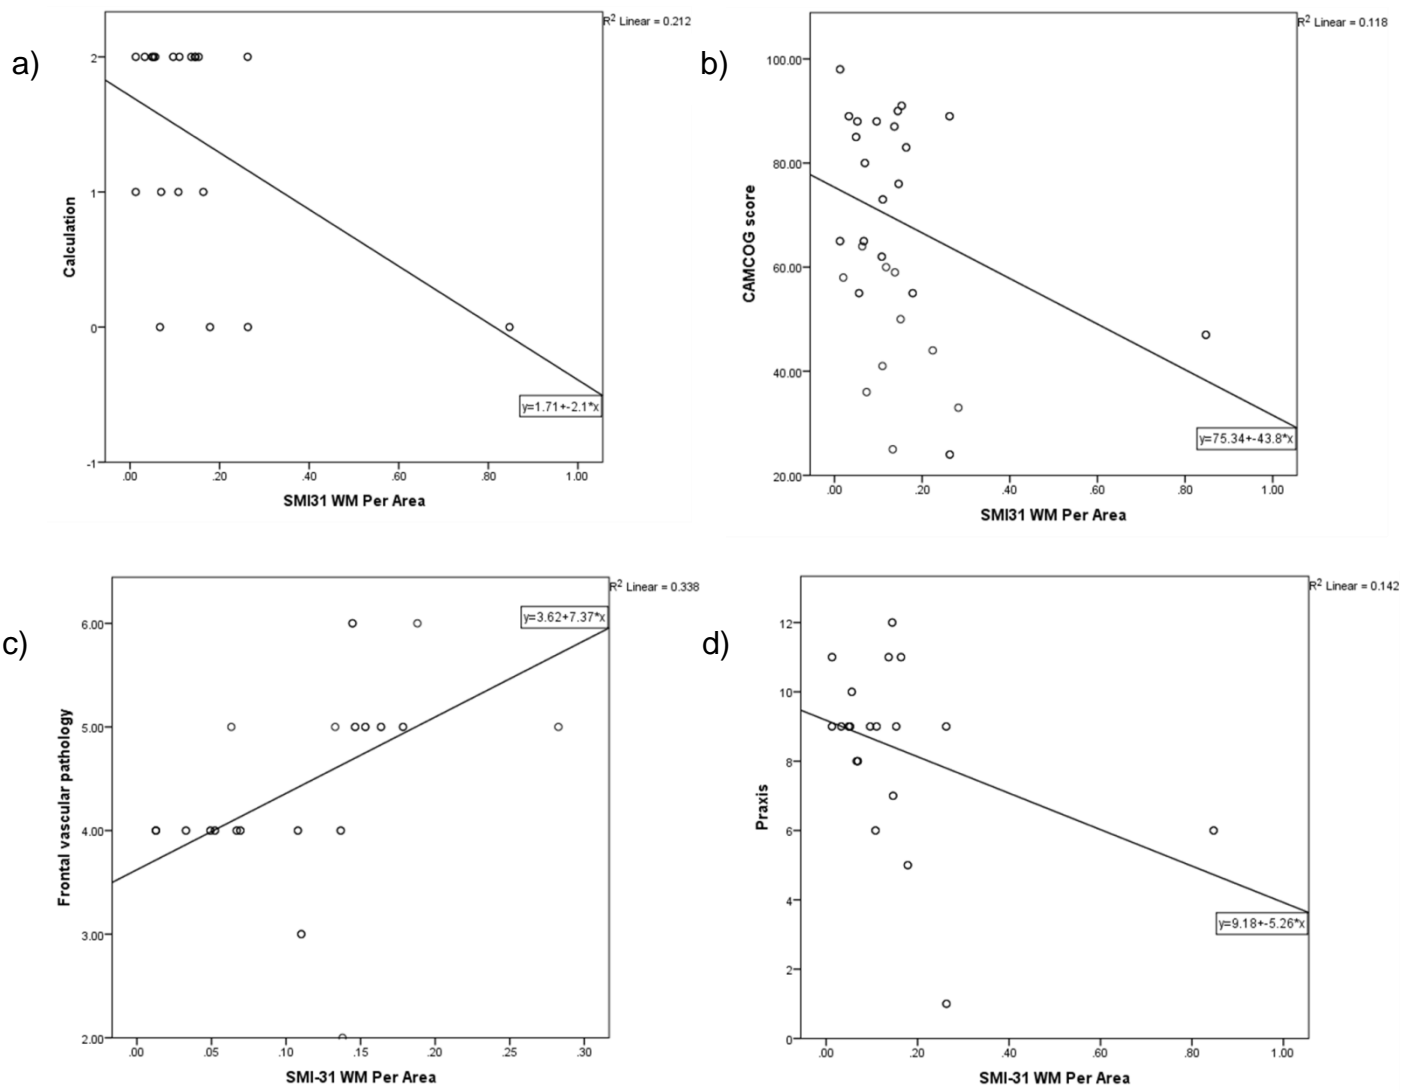 a)
R² Linear = 0.212
2
1
0
-1
Calculation
y=1.71+-2.1*x
.00 .20 .40 .60 .80 1.00
SMI31 WM Per Area
b)
R² Linear = 0.118
100.00
80.00
60.00
40.00
20.00
CAMCOG score
y=75.34+-43.8*x
.00 .20 .40 .60 .80 1.00
SMI31 WM Per Area
c)
R² Linear = 0.338
y=3.62+7.37*x
6.00
5.00
4.00
3.00
2.00
Frontal vascular pathology
.00 .05 .10 .15 .20 .25 .30
SMI-31 WM Per Area
d)
R² Linear = 0.142
12
10
8
6
4
2
0
Praxis
y=9.18+-5.26*x
.00 .20 .40 .60 .80 1.00
SMI-31 WM Per Area